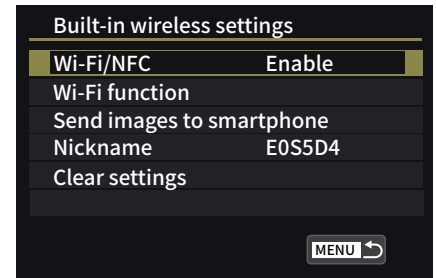 Built-in wireless settings
Wi-Fi/NFC Enable
Wi-Fi function
Send images to smartphone
Nickname E0S5D4
Clear settings
MENU